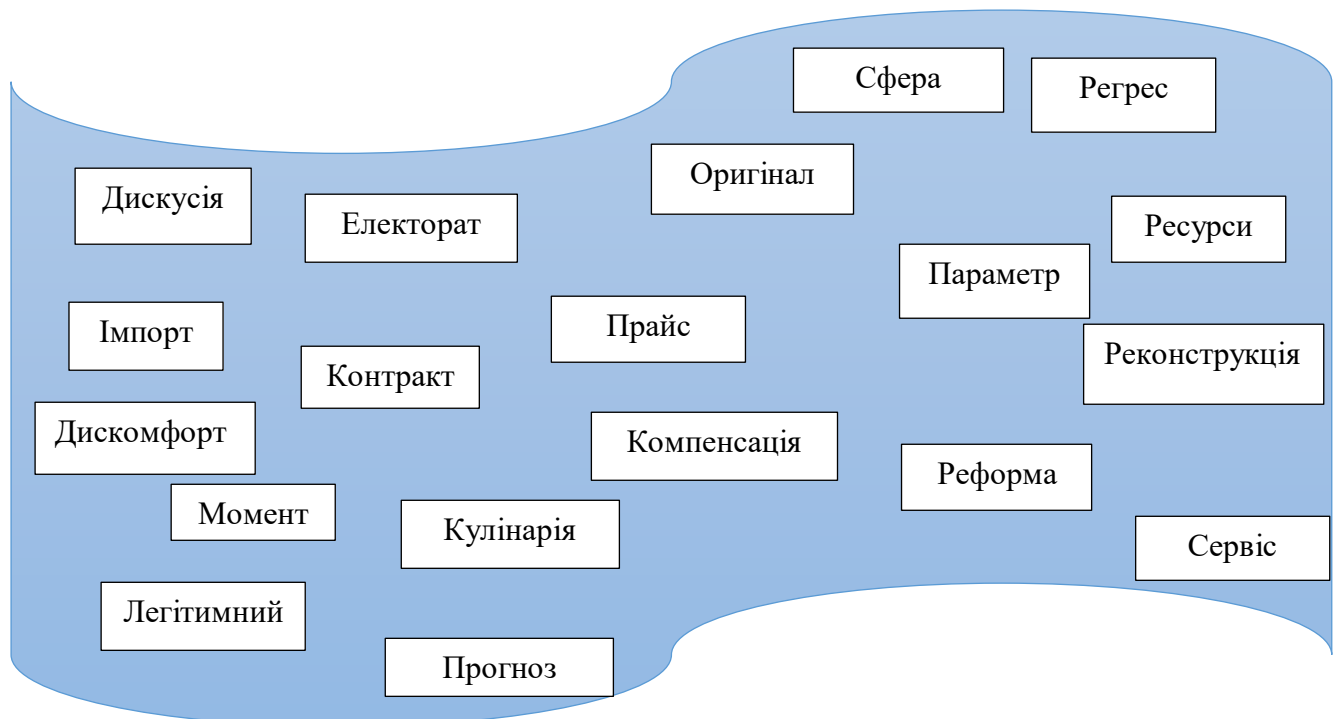 Сфера
Регрес
Оригінал
Дискусія
Електорат
Ресурси
Параметр
Імпорт
Прайс
Реконструкція
Контракт
Дискомфорт
Компенсація
Реформа
Момент
Кулінарія
Сервіс
Легітимний
Прогноз